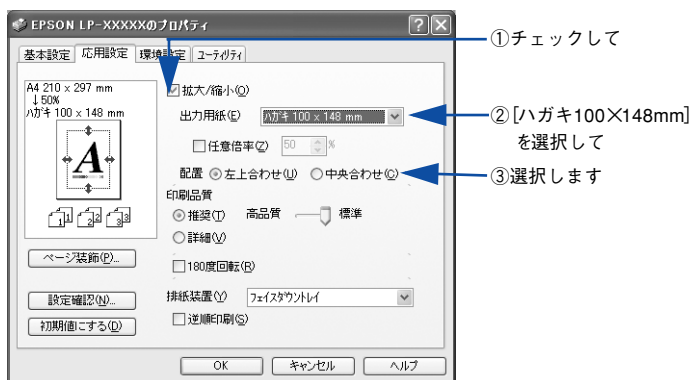 EPSON LP-XXXXXのプロパティ
基本設定 応用設定 環境設定 ユーティリティ
A4 210 x 297 mm
↓50%
ハガキ 100 x 148 mm
A
1 1 2 2 3 3
ページ装飾(P)...
設定確認(N)...
初期値にする(D)
拡大/縮小(O)
出力用紙(E) ハガキ 100 x 148 mm
任意倍率(Z) 50 %
配置 左上合わせ(U) 中央合わせ(C)
印刷品質
推奨(T) 高品質 標準
詳細(V)
180度回転(R)
排紙装置(Y) フェイスダウントレイ
逆順印刷(S)
OK キャンセル ヘルプ
①チェックして
②[ハガキ100×148mm]
を選択して
③選択します